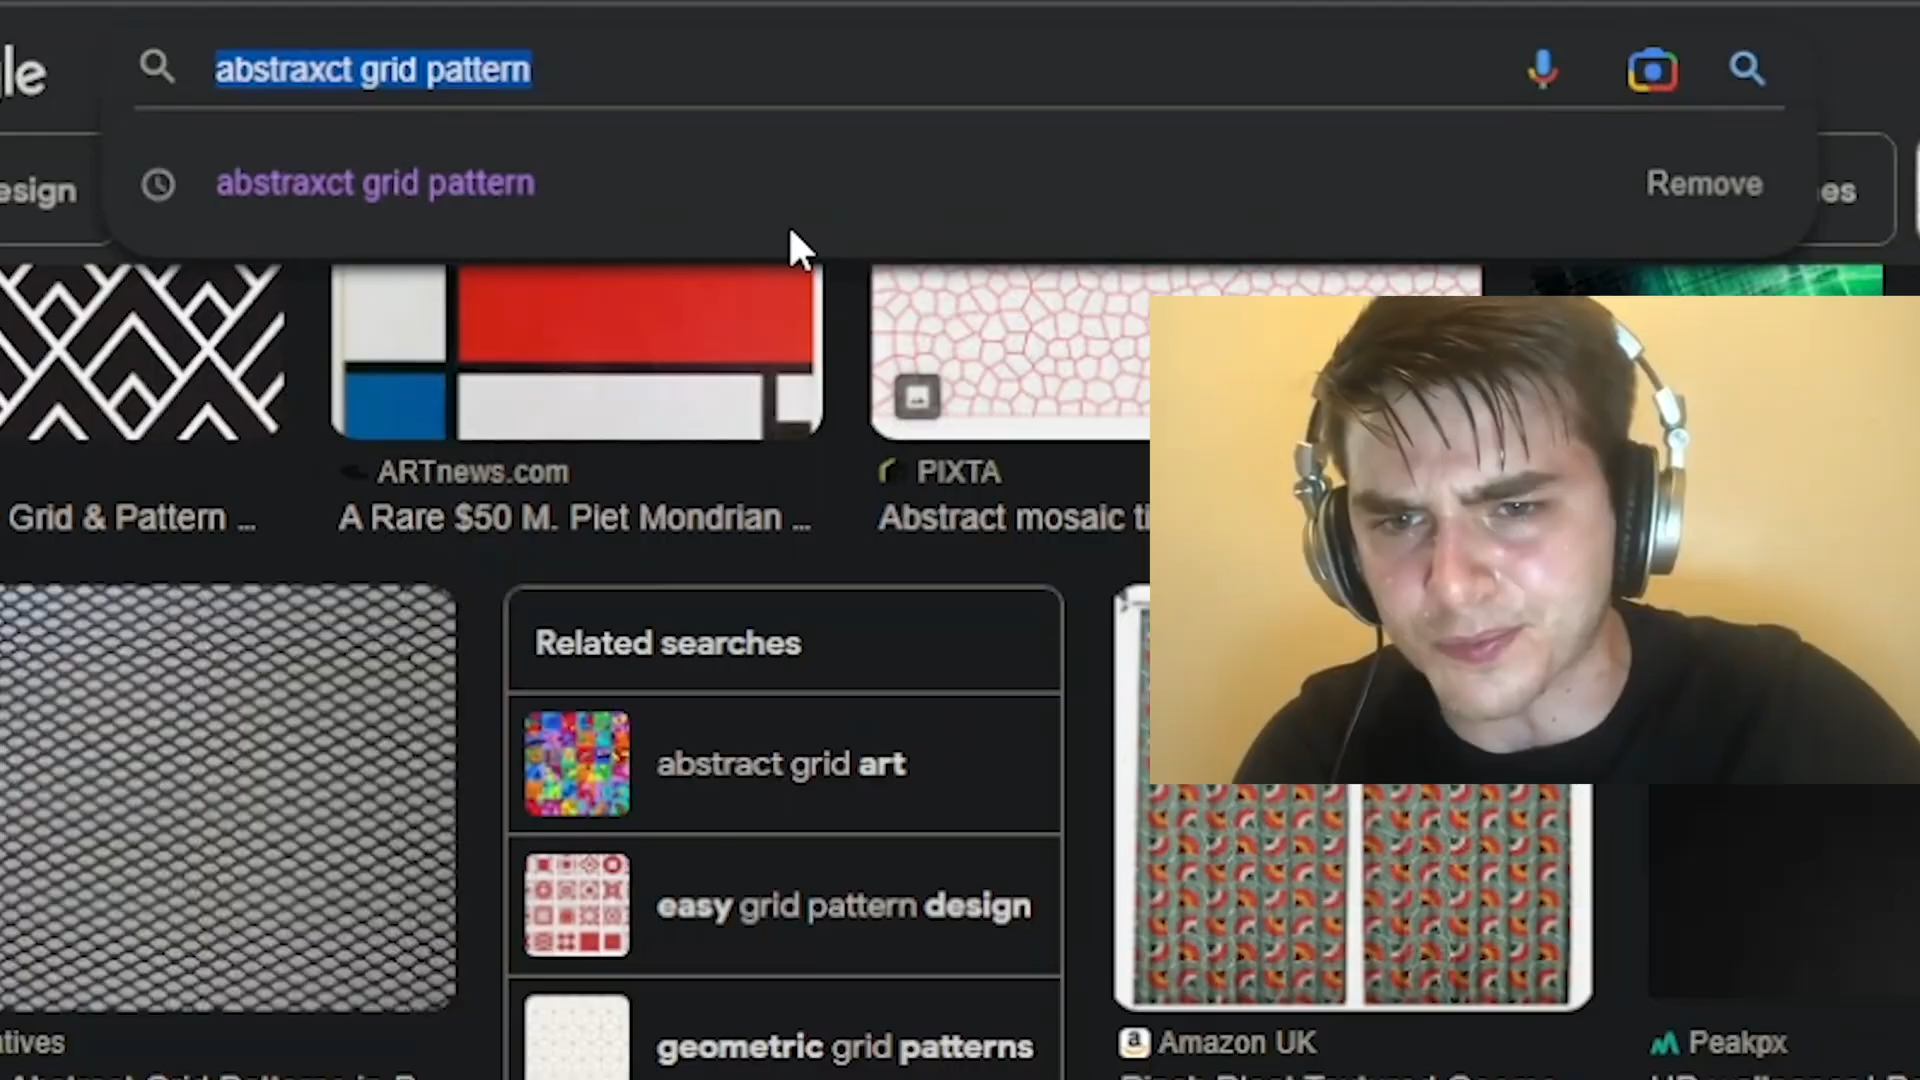 le
abstraxct grid pattern
abstraxct grid pattern
Remove
esign
es
ARTnews.com
PIXTA
Grid & Pattern ...
A Rare $50 M. Piet Mondrian ...
Abstract mosaic ti
Related searches
abstract grid art
easy grid pattern design
geometric grid patterns
atives
Amazon UK
Peakpx